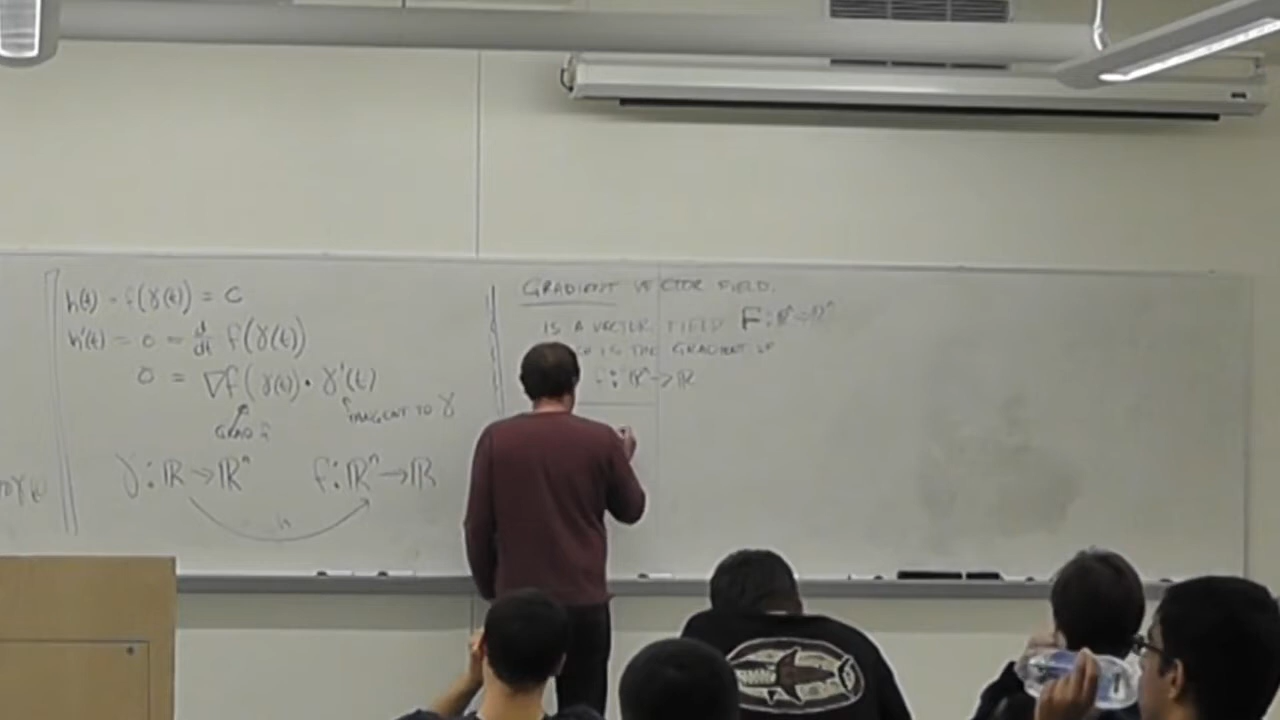 h(t) = f(γ(t)) = C
h'(t) = 0 = d/dt f(γ(t))
0 = ∇f(γ(t)) · γ'(t)
GRAD f
TANGENT TO γ
γ : ℝ → ℝⁿ f : ℝⁿ → ℝ
h
GRADIENT VECTOR FIELD.
IS A VECTOR FIELD F : ℝⁿ → ℝⁿ
IS THE GRADIENT OF
f : ℝⁿ → ℝ